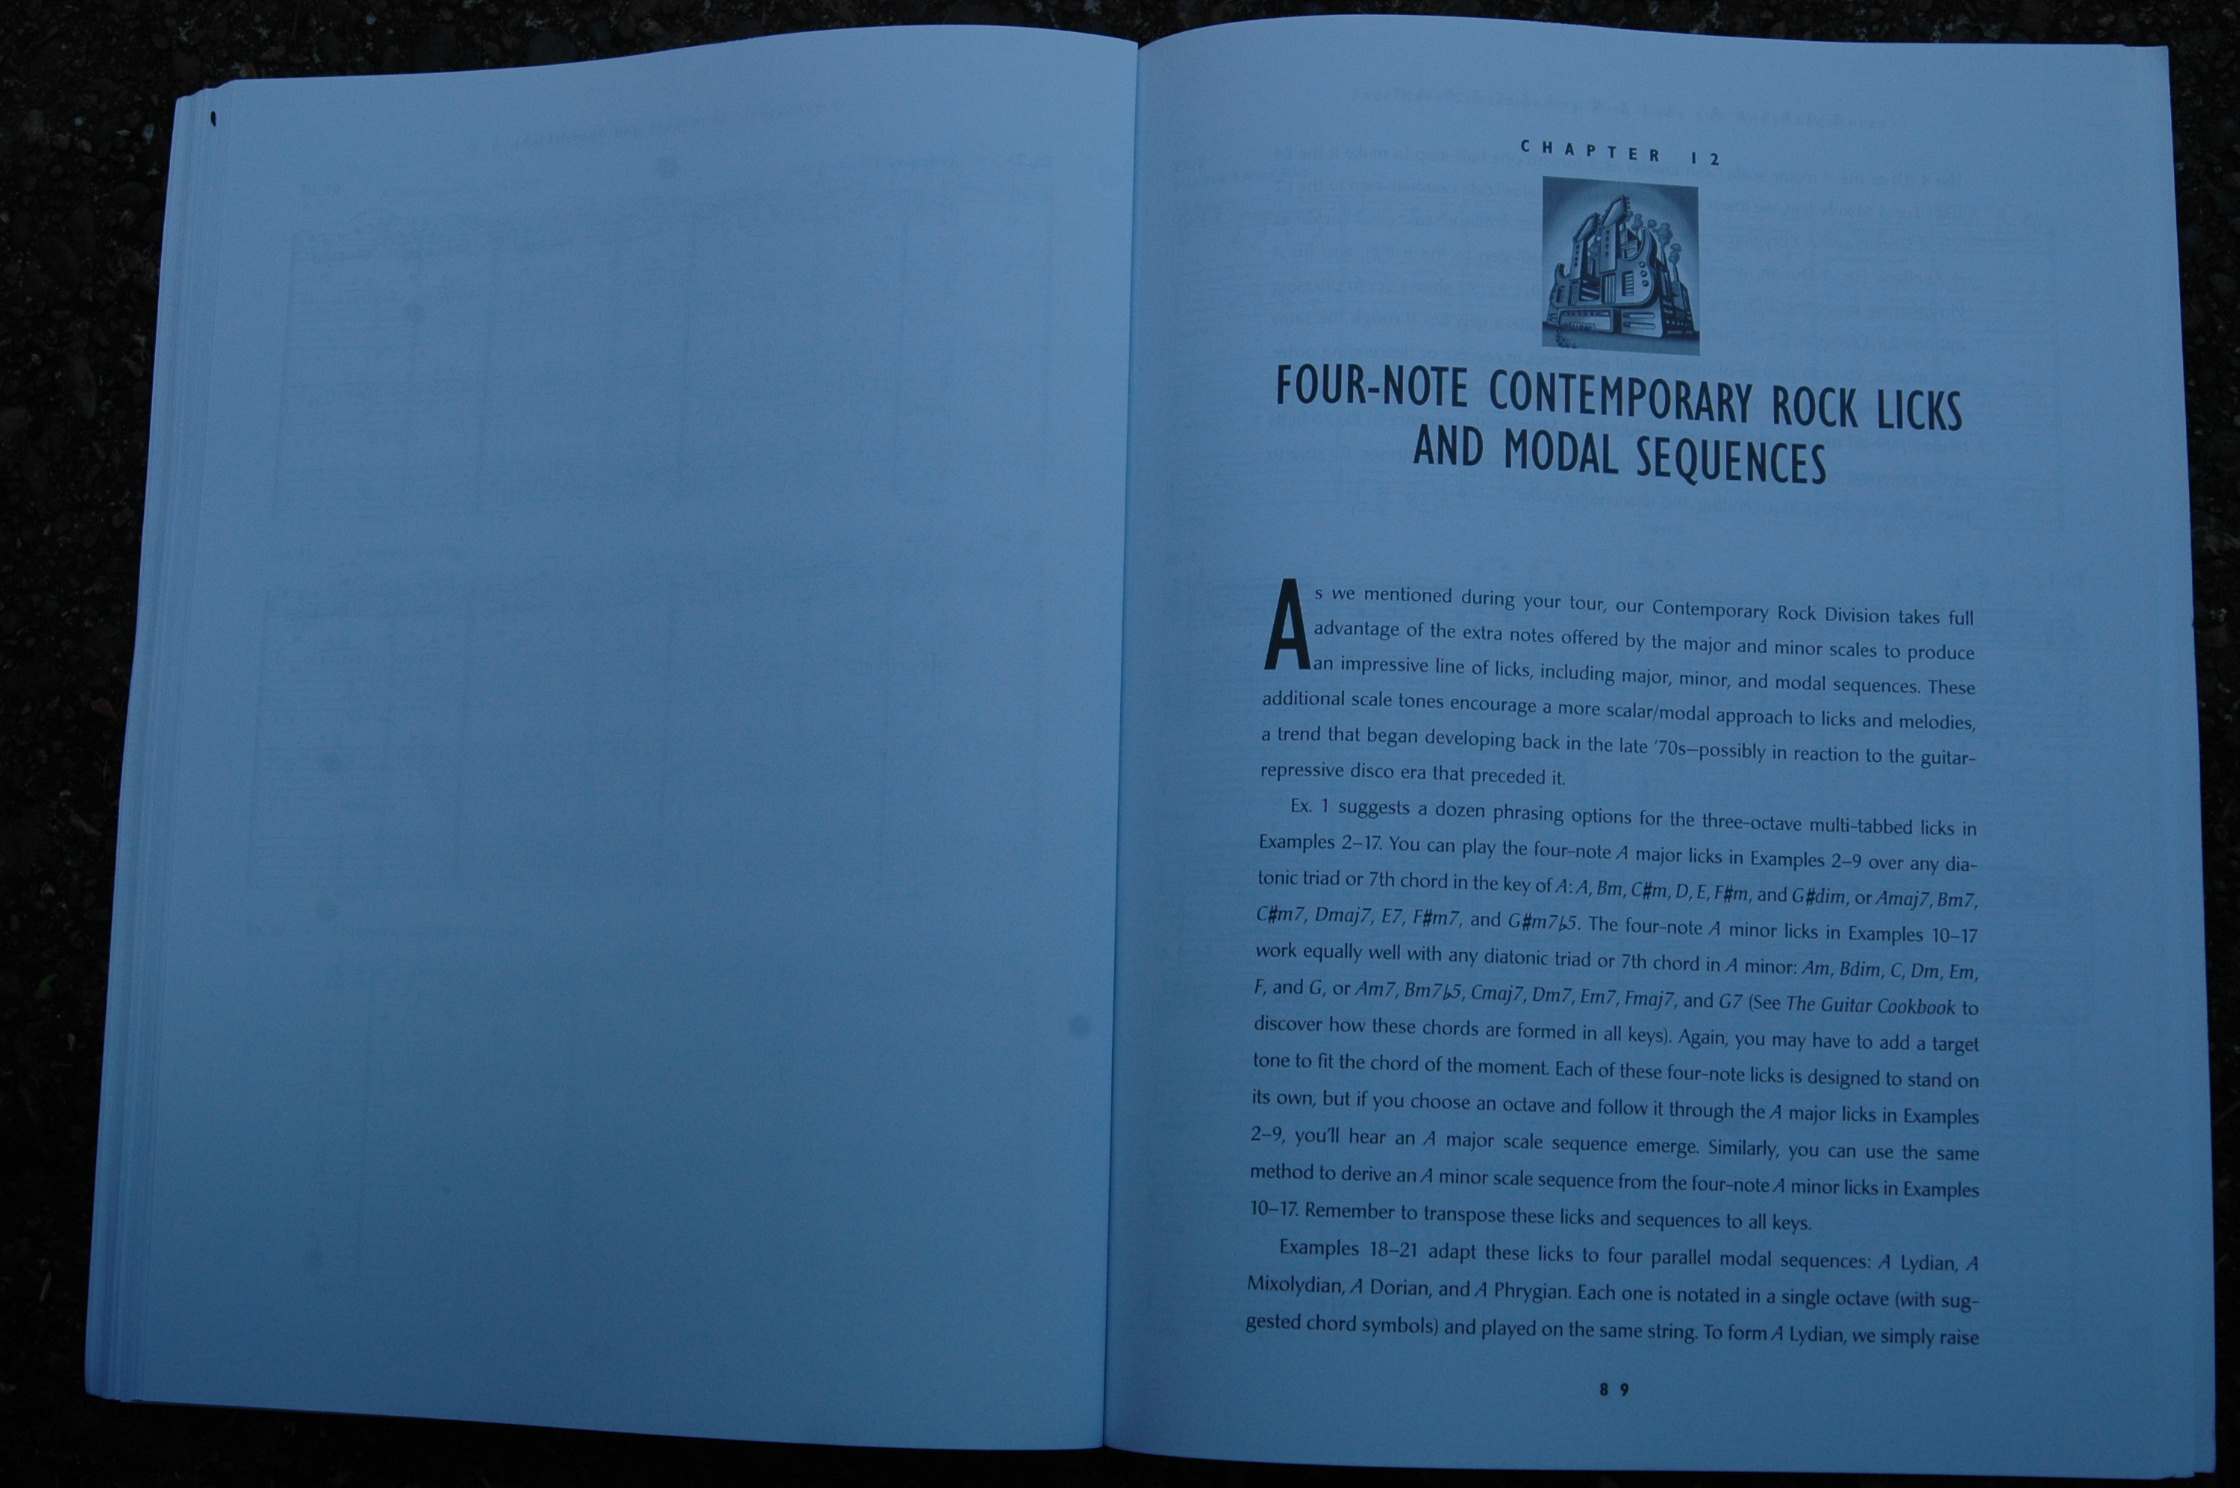 CHAPTER 12
FOUR-NOTE CONTEMPORARY ROCK LICKS
AND MODAL SEQUENCES
As we mentioned during your tour, our Contemporary Rock Division takes full
advantage of the extra notes offered by the major and minor scales to produce
an impressive line of licks, including major, minor, and modal sequences. These
additional scale tones encourage a more scalar/modal approach to licks and melodies,
a trend that began developing back in the late '70s—possibly in reaction to the guitar-
repressive disco era that preceded it.
Ex. 1 suggests a dozen phrasing options for the three-octave multi-tabbed licks in
Examples 2–17. You can play the four-note A major licks in Examples 2–9 over any dia-
tonic triad or 7th chord in the key of A: A, Bm, C#m, D, E, F#m, and G#dim, or Amaj7, Bm7,
C#m7, Dmaj7, E7, F#m7, and G#m7♭5. The four-note A minor licks in Examples 10–17
work equally well with any diatonic triad or 7th chord in A minor: Am, Bdim, C, Dm, Em,
F, and G, or Am7, Bm7♭5, Cmaj7, Dm7, Em7, Fmaj7, and G7 (See The Guitar Cookbook to
discover how these chords are formed in all keys). Again, you may have to add a target
tone to fit the chord of the moment. Each of these four-note licks is designed to stand on
its own, but if you choose an octave and follow it through the A major licks in Examples
2–9, you'll hear an A major scale sequence emerge. Similarly, you can use the same
method to derive an A minor scale sequence from the four-note A minor licks in Examples
10–17. Remember to transpose these licks and sequences to all keys.
Examples 18–21 adapt these licks to four parallel modal sequences: A Lydian, A
Mixolydian, A Dorian, and A Phrygian. Each one is notated in a single octave (with sug-
gested chord symbols) and played on the same string. To form A Lydian, we simply raise
89